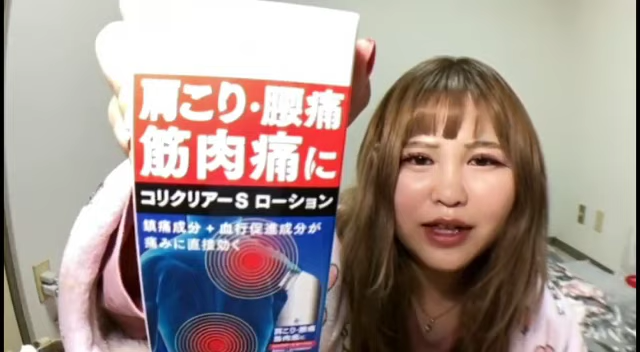 肩こり・腰痛
筋肉痛に
コリクリアーS ローション
鎮痛成分 + 血行促進成分が
痛みに直接効く
肩こり・腰痛
筋肉痛に